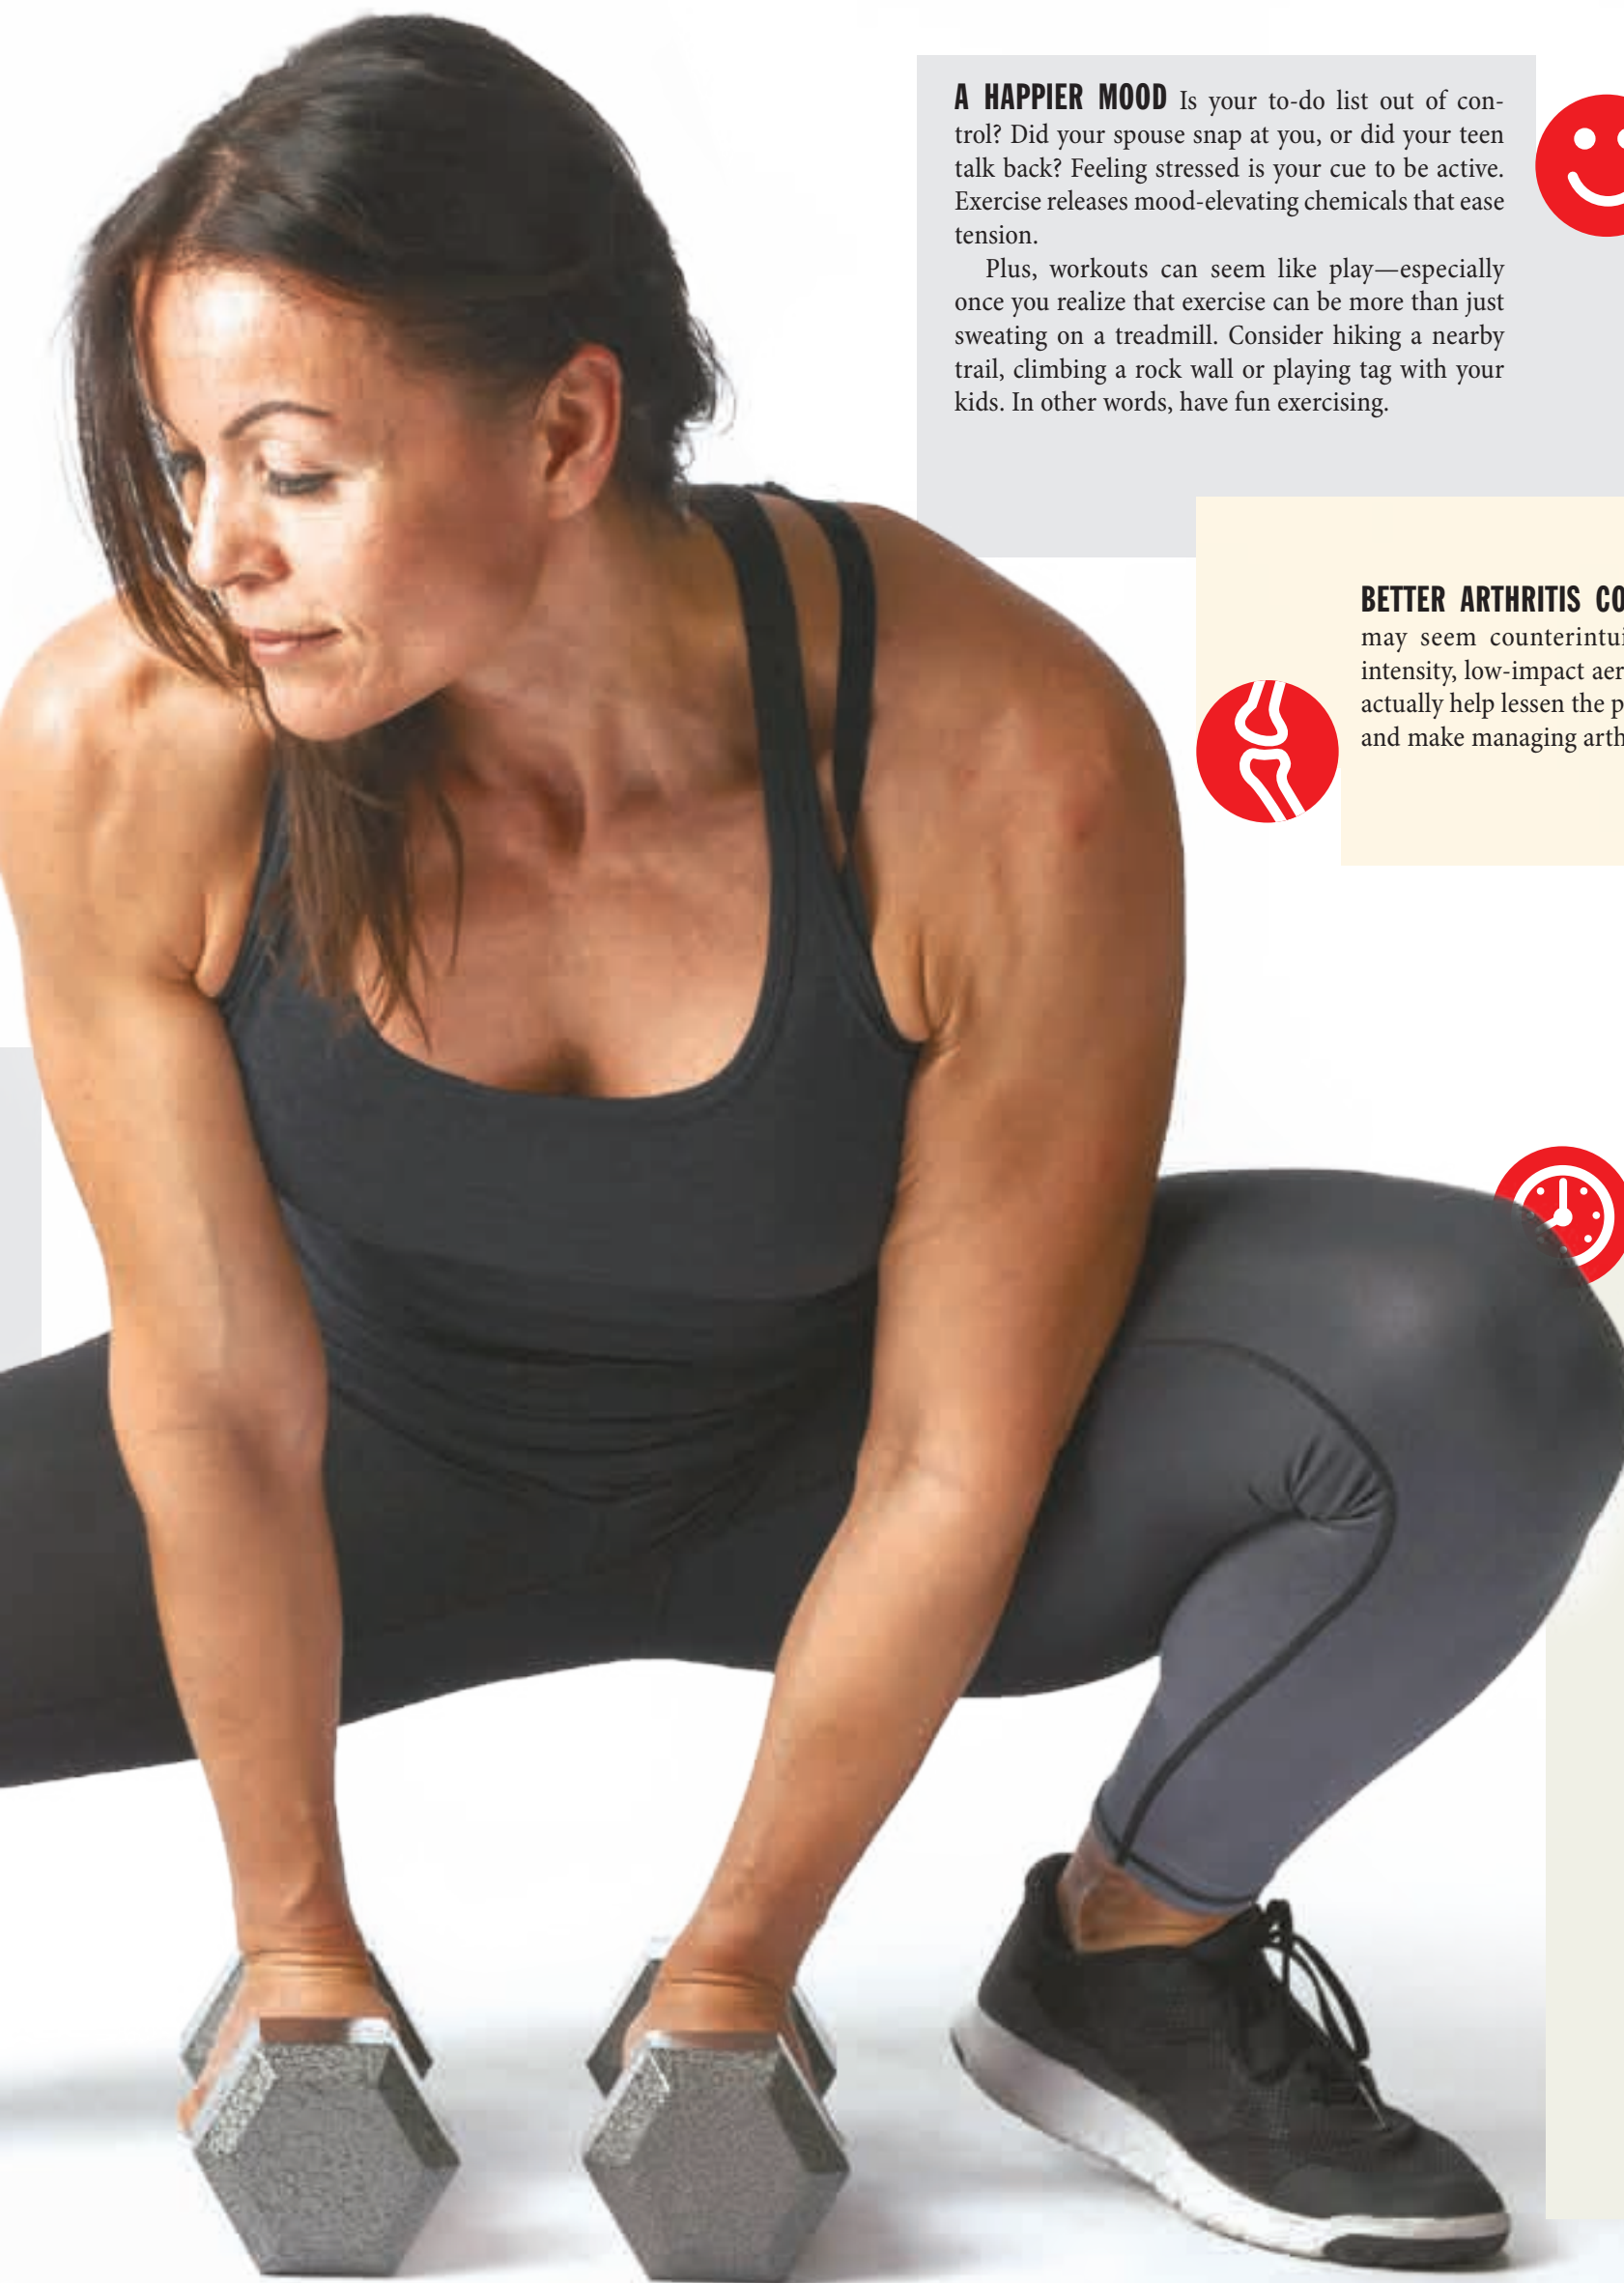 A HAPPIER MOOD Is your to-do list out of con-
trol? Did your spouse snap at you, or did your teen
talk back? Feeling stressed is your cue to be active.
Exercise releases mood-elevating chemicals that ease
tension.
Plus, workouts can seem like play—especially
once you realize that exercise can be more than just
sweating on a treadmill. Consider hiking a nearby
trail, climbing a rock wall or playing tag with your
kids. In other words, have fun exercising.
BETTER ARTHRITIS
may seem
intensity, low-impact
actually help lessen the
and make managing